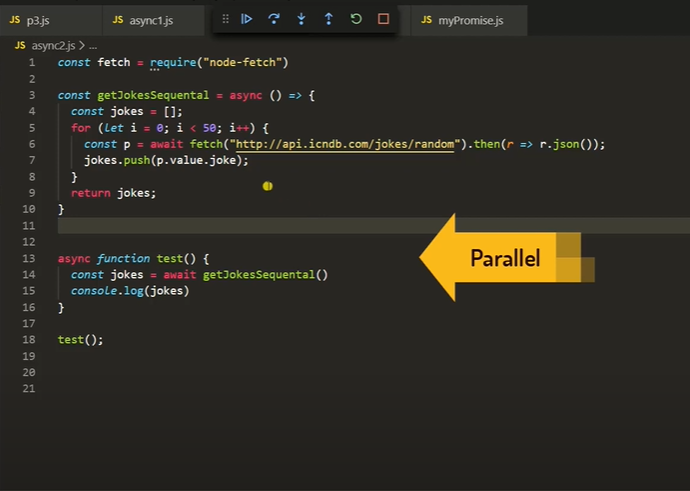 JS p3.js
JS async1.js
JS myPromise.js
JS async2.js > ...
1 const fetch = require("node-fetch")
2
3 const getJokesSequental = async () => {
4 const jokes = [];
5 for (let i = 0; i < 50; i++) {
6 const p = await fetch("http://api.icndb.com/jokes/random").then(r => r.json());
7 jokes.push(p.value.joke);
8 }
9 return jokes;
10 }
11
12
Parallel
13 async function test() {
14 const jokes = await getJokesSequental()
15 console.log(jokes)
16 }
17
18 test();
19
20
21